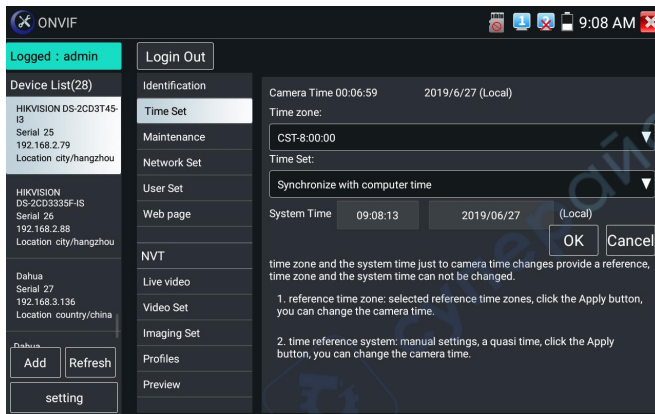 ONVIF
9:08 AM
Logged : admin
Login Out
Device List(28)
HIKVISION DS-2CD3T45-
I3
Serial 25
192.168.2.79
Location city/hangzhou
HIKVISION
DS-2CD3335F-IS
Serial 26
192.168.2.88
Location city/hangzhou
Dahua
Serial 27
192.168.3.136
Location country/china
Dahua
Add
Refresh
setting
Identification
Time Set
Maintenance
Network Set
User Set
Web page
NVT
Live video
Video Set
Imaging Set
Profiles
Preview
Camera Time 00:06:59
2019/6/27 (Local)
Time zone:
CST-8:00:00
Time Set:
Synchronize with computer time
System Time
09:08:13
2019/06/27
(Local)
OK
Cancel
time zone and the system time just to camera time changes provide a reference,
time zone and the system time can not be changed.
1. reference time zone: selected reference time zones, click the Apply button,
you can change the camera time.
2. time reference system: manual settings, a quasi time, click the Apply
button, you can change the camera time.